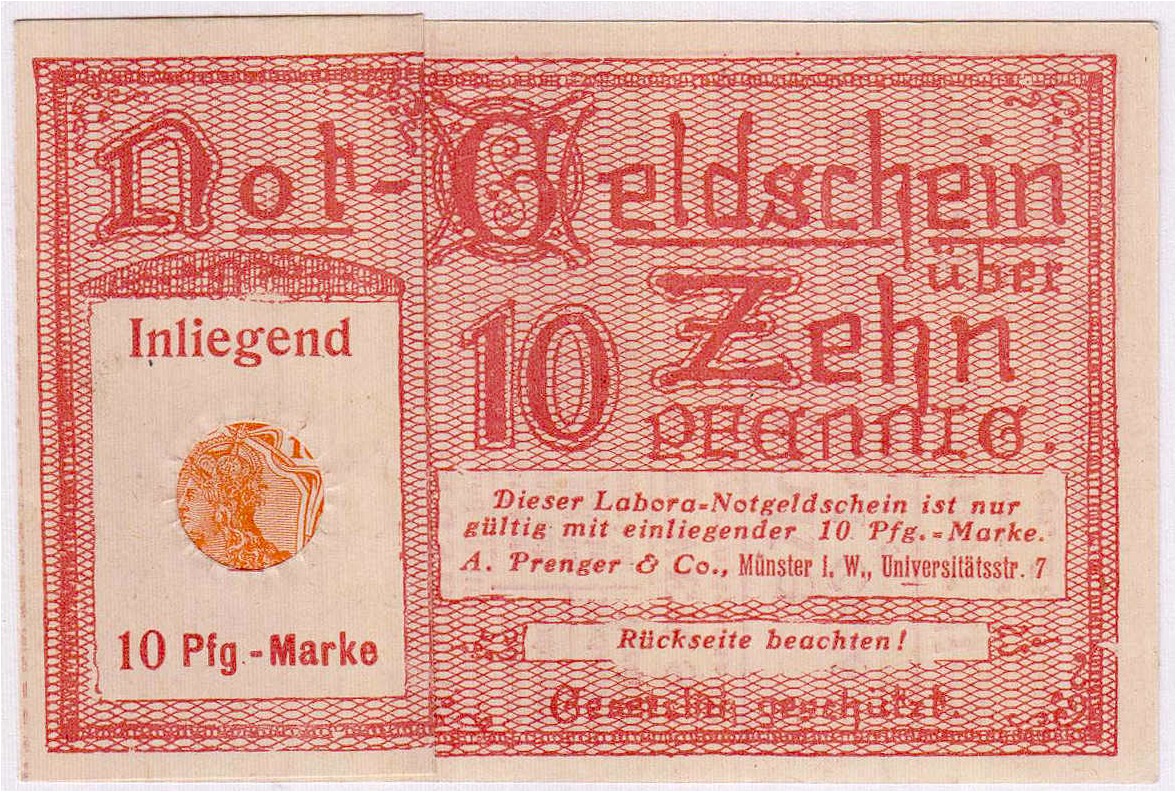 Not-Geldschein
über
10 Zehn
PFENNIG.
Inliegend
10 Pfg.-Marke
Dieser Labora-Notgeldschein ist nur
gültig mit einliegender 10 Pfg.-Marke.
A. Prenger & Co., Münster i. W., Universitätsstr. 7
Rückseite beachten!
Gesetzlich geschützt.